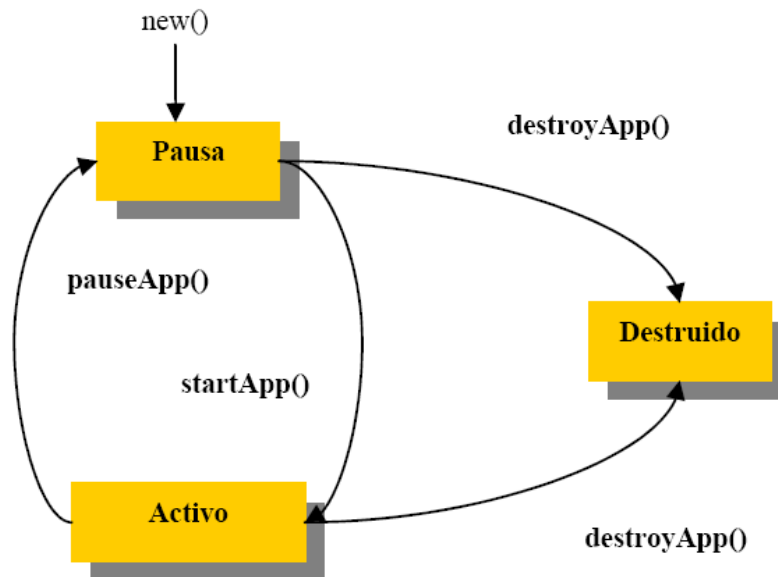 new()
destroyApp()
Pausa
pauseApp()
Destruido
startApp()
Activo
destroyApp()